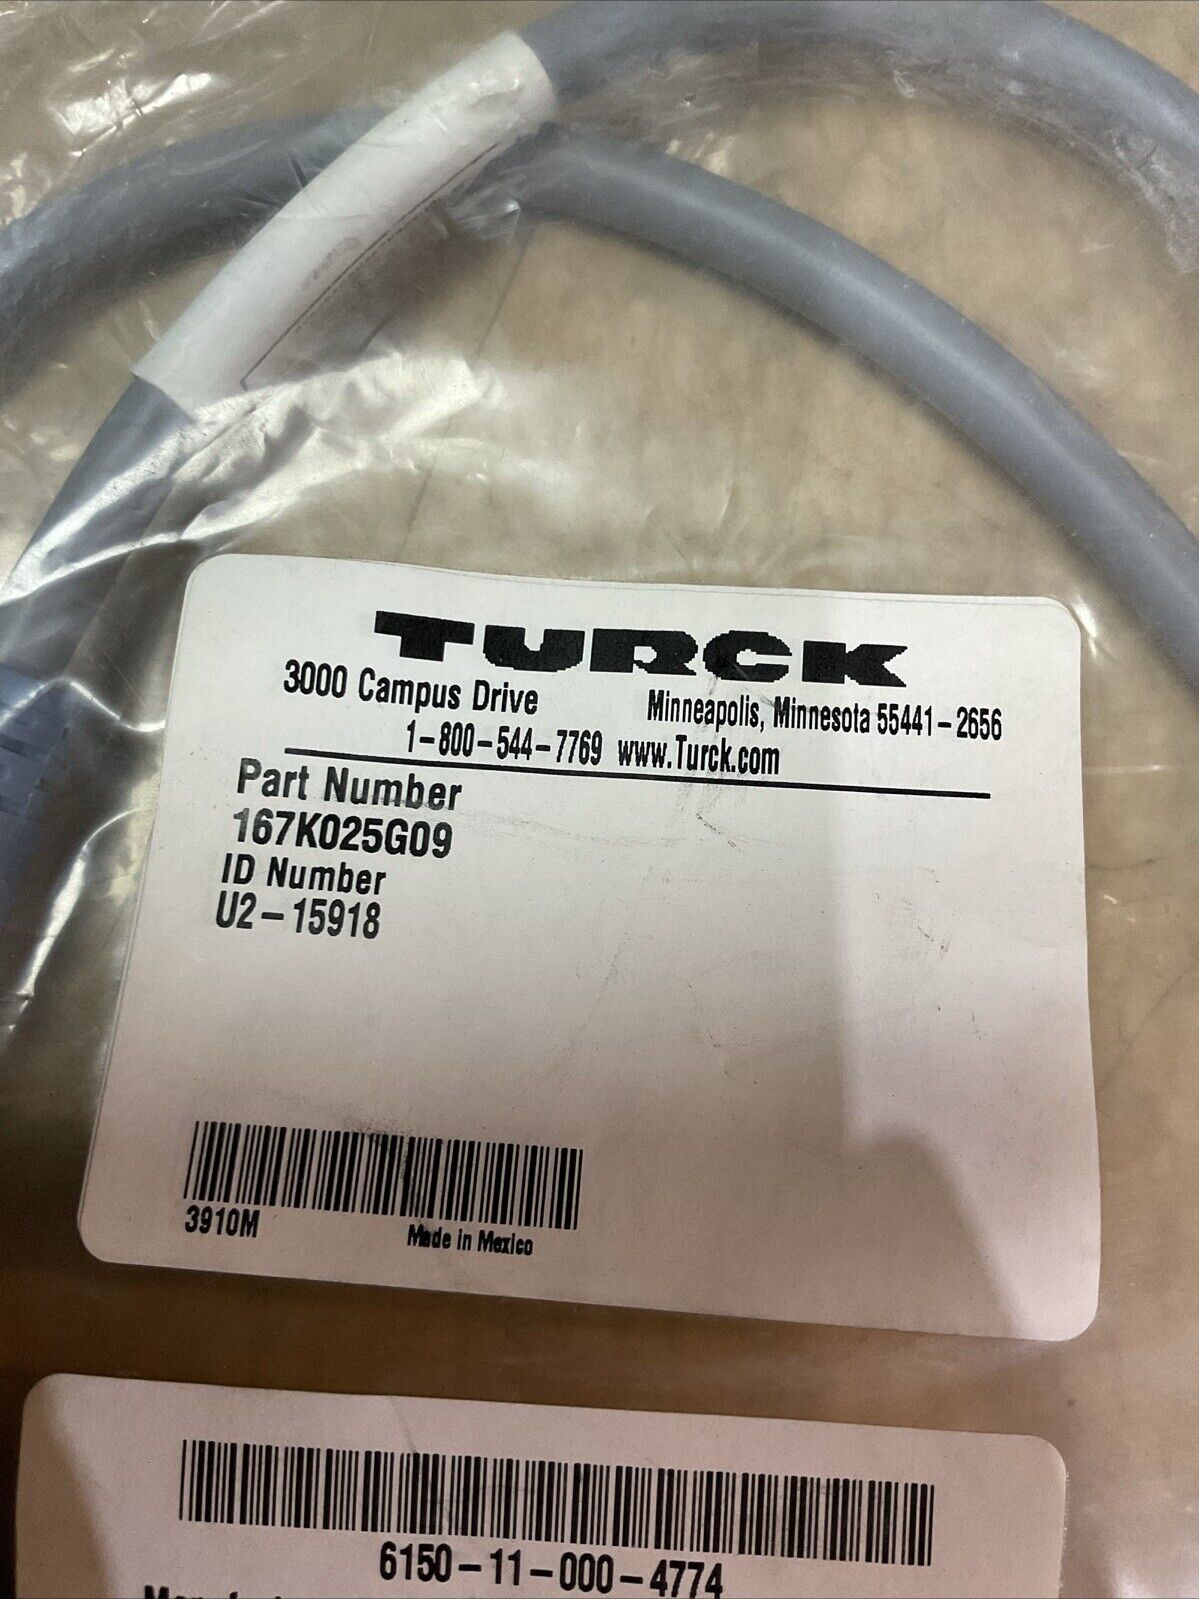 TURCK
3000 Campus Drive Minneapolis, Minnesota 55441-2656
1-800-544-7769 www.Turck.com
Part Number
167K025G09
ID Number
U2-15918
3910M Made in Mexico
6150-11-000-4774